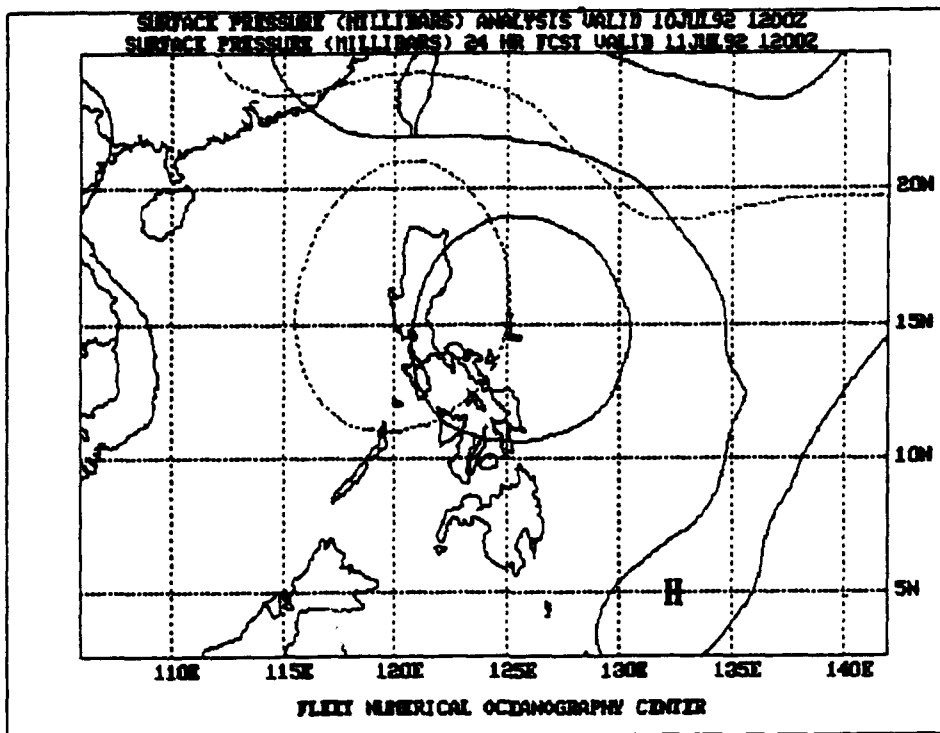 SURFACE PRESSURE (MILLIBARS) ANALYSIS VALID 10JUL92 1200Z
SURFACE PRESSURE (MILLIBARS) 24 HR FCST VALID 11JUL92 1200Z
20N
15N
L
10N
H
5N
110E 115E 120E 125E 130E 135E 140E
FLEET NUMERICAL OCEANOGRAPHY CENTER